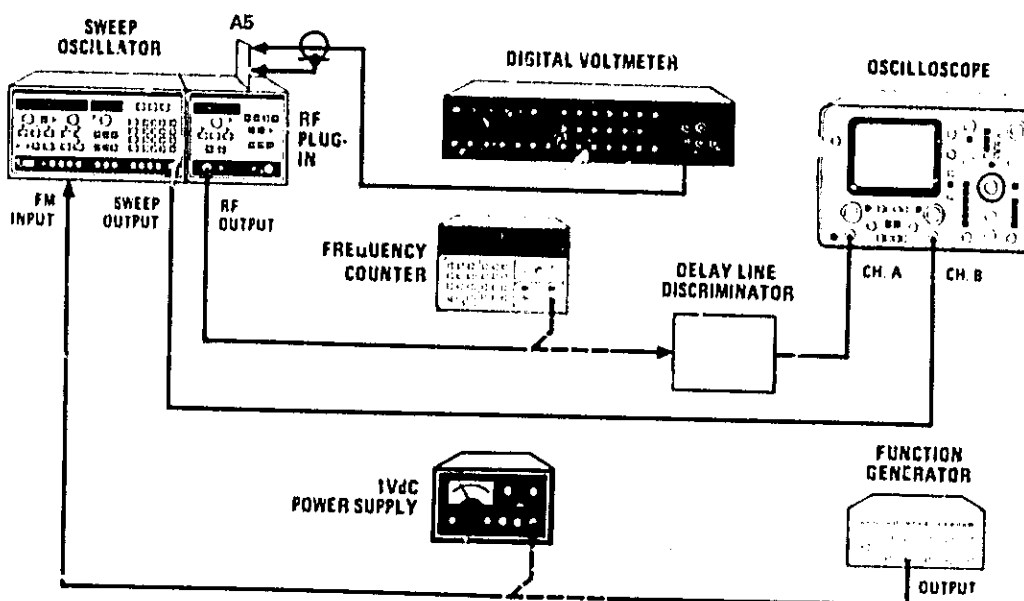 SWEEP
OSCILLATOR
A5
DIGITAL VOLTMETER
OSCILLOSCOPE
RF
PLUG-
IN
FM
INPUT
SWEEP
OUTPUT
RF
OUTPUT
FREQUENCY
COUNTER
DELAY LINE
DISCRIMINATOR
CH. A
CH. B
1VdC
POWER SUPPLY
FUNCTION
GENERATOR
OUTPUT